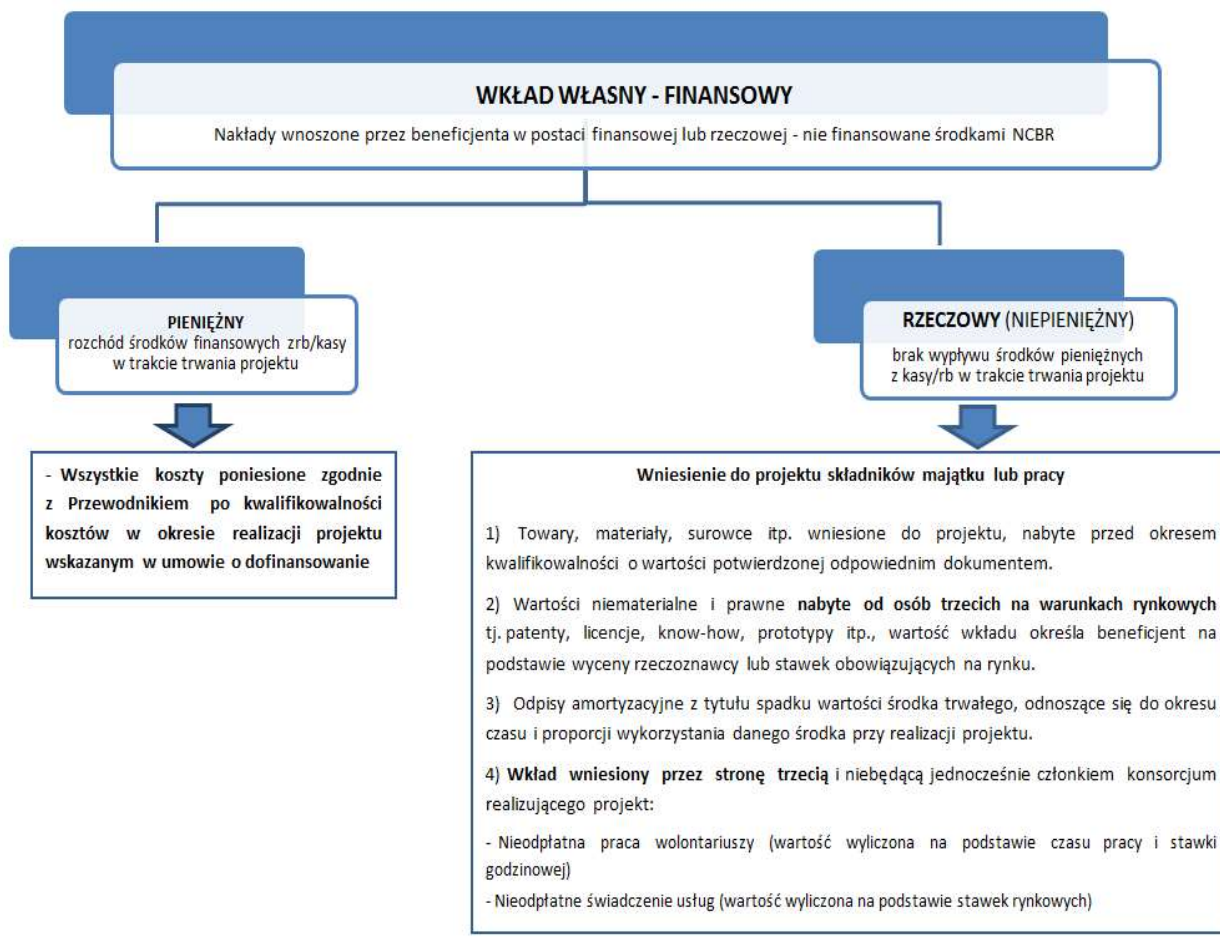 WKŁAD WŁASNY - FINANSOWY
Nakłady wnoszone przez beneficjenta w postaci finansowej lub rzeczowej - nie finansowane środkami NCBR
PIENIĘŻNY
rozchód środków finansowych zrb/kasy
w trakcie trwania projektu
- Wszystkie koszty poniesione zgodnie
z Przewodnikiem po kwalifikowalności
kosztów w okresie realizacji projektu
wskazanym w umowie o dofinansowanie
RZECZOWY (NIEPIENIĘŻNY)
brak wypływu środków pieniężnych
z kasy/rb w trakcie trwania projektu
Wniesienie do projektu składników majątku lub pracy
1) Towary, materiały, surowce itp. wniesione do projektu, nabyte przed okresem
kwalifikowalności o wartości potwierdzonej odpowiednim dokumentem.
2) Wartości niematerialne i prawne nabyte od osób trzecich na warunkach rynkowych
tj. patenty, licencje, know-how, prototypy itp., wartość wkładu określa beneficjent na
podstawie wyceny rzeczoznawcy lub stawek obowiązujących na rynku.
3) Odpisy amortyzacyjne z tytułu spadku wartości środka trwałego, odnoszące się do okresu
czasu i proporcji wykorzystania danego środka przy realizacji projektu.
4) Wkład wniesiony przez stronę trzecią i niebędącą jednocześnie członkiem konsorcjum
realizującego projekt:
- Nieodpłatna praca wolontariuszy (wartość wyliczona na podstawie czasu pracy i stawki
godzinowej)
- Nieodpłatne świadczenie usług (wartość wyliczona na podstawie stawek rynkowych)